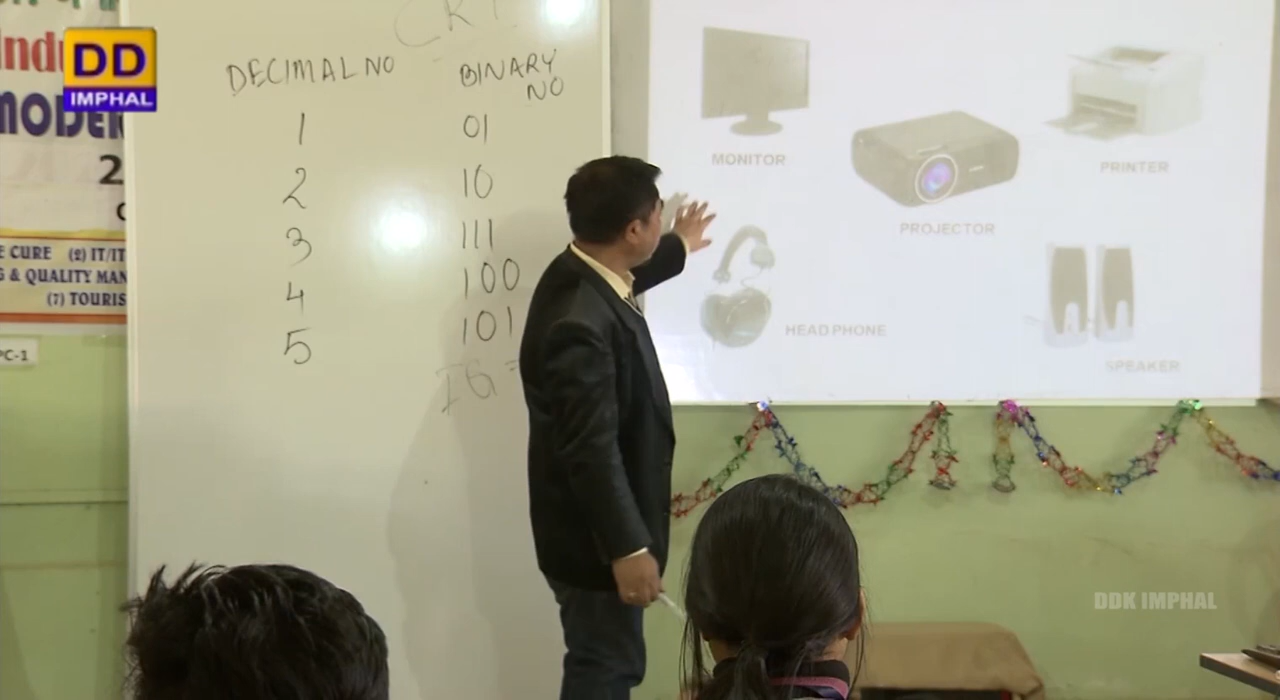 DD
IMPHAL
2
E CURE (2) IT/IT
G & QUALITY MAN
(7) TOURIS
PC-1
DECIMAL NO BINARY NO
1 01
2 10
3 111
4 100
5 101
MONITOR
PRINTER
PROJECTOR
HEAD PHONE
SPEAKER
DDK IMPHAL